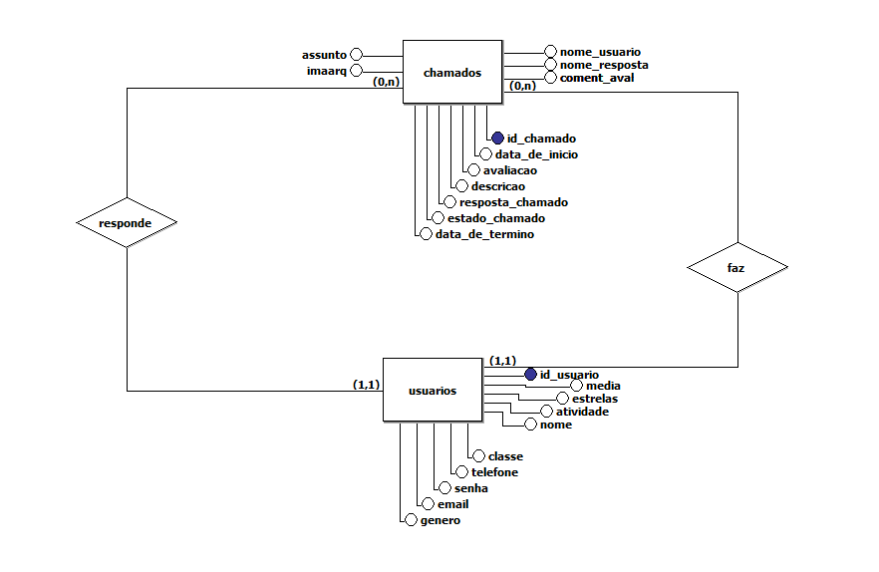 assunto
imaarq
(0,n)
chamados
nome_usuario
nome_resposta
coment_aval
(0,n)
id_chamado
data_de_inicio
avaliacao
descricao
resposta_chamado
estado_chamado
data_de_termino
responde
faz
(1,1)
(1,1)
usuarios
id_usuario
media
estrelas
atividade
nome
classe
telefone
senha
email
genero